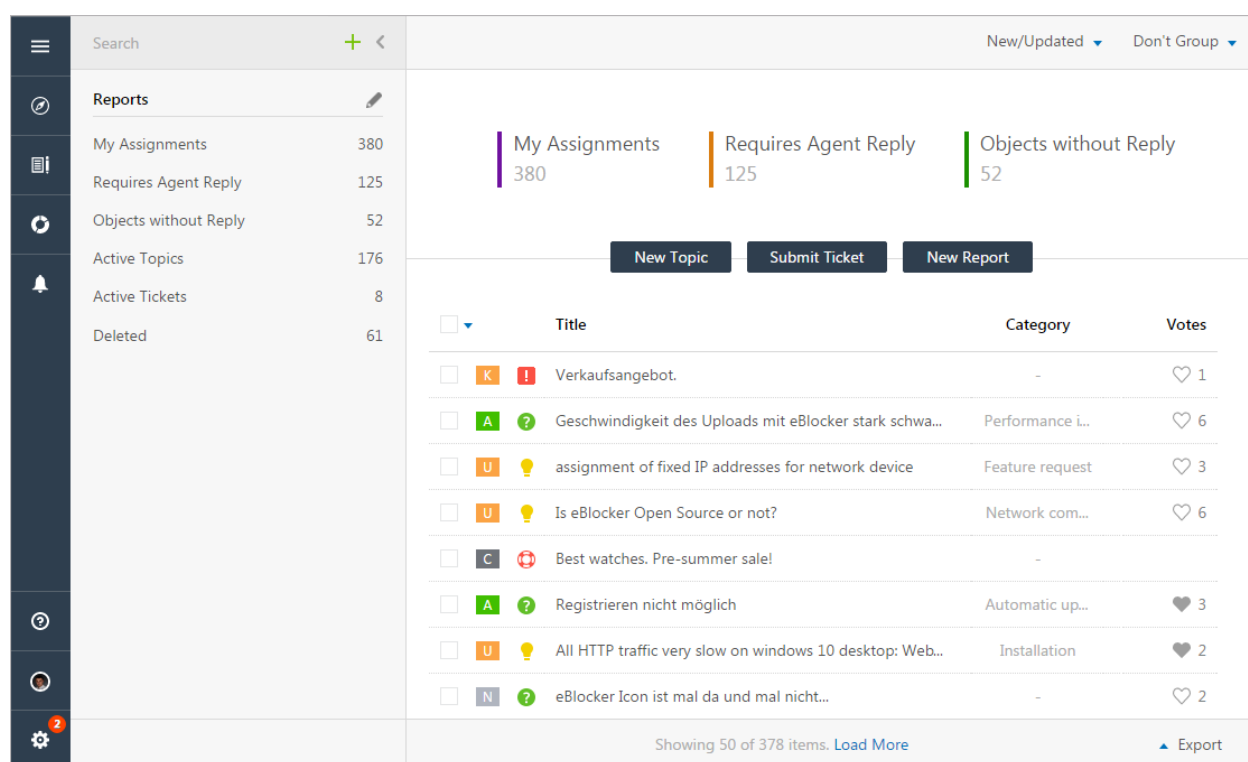 Search + <
New/Updated Don't Group
Reports
My Assignments 380
Requires Agent Reply 125
Objects without Reply 52
Active Topics 176
Active Tickets 8
Deleted 61
2
My Assignments Requires Agent Reply Objects without Reply
380 125 52
New Topic Submit Ticket New Report
Title Category Votes
K ! Verkaufsangebot. - 1
A ? Geschwindigkeit des Uploads mit eBlocker stark schwa... Performance i... 6
U assignment of fixed IP addresses for network device Feature request 3
U Is eBlocker Open Source or not? Network com... 6
C Best watches. Pre-summer sale! -
A ? Registrieren nicht möglich Automatic up... 3
U All HTTP traffic very slow on windows 10 desktop: Web... Installation 2
N ? eBlocker Icon ist mal da und mal nicht... - 2
Showing 50 of 378 items. Load More Export